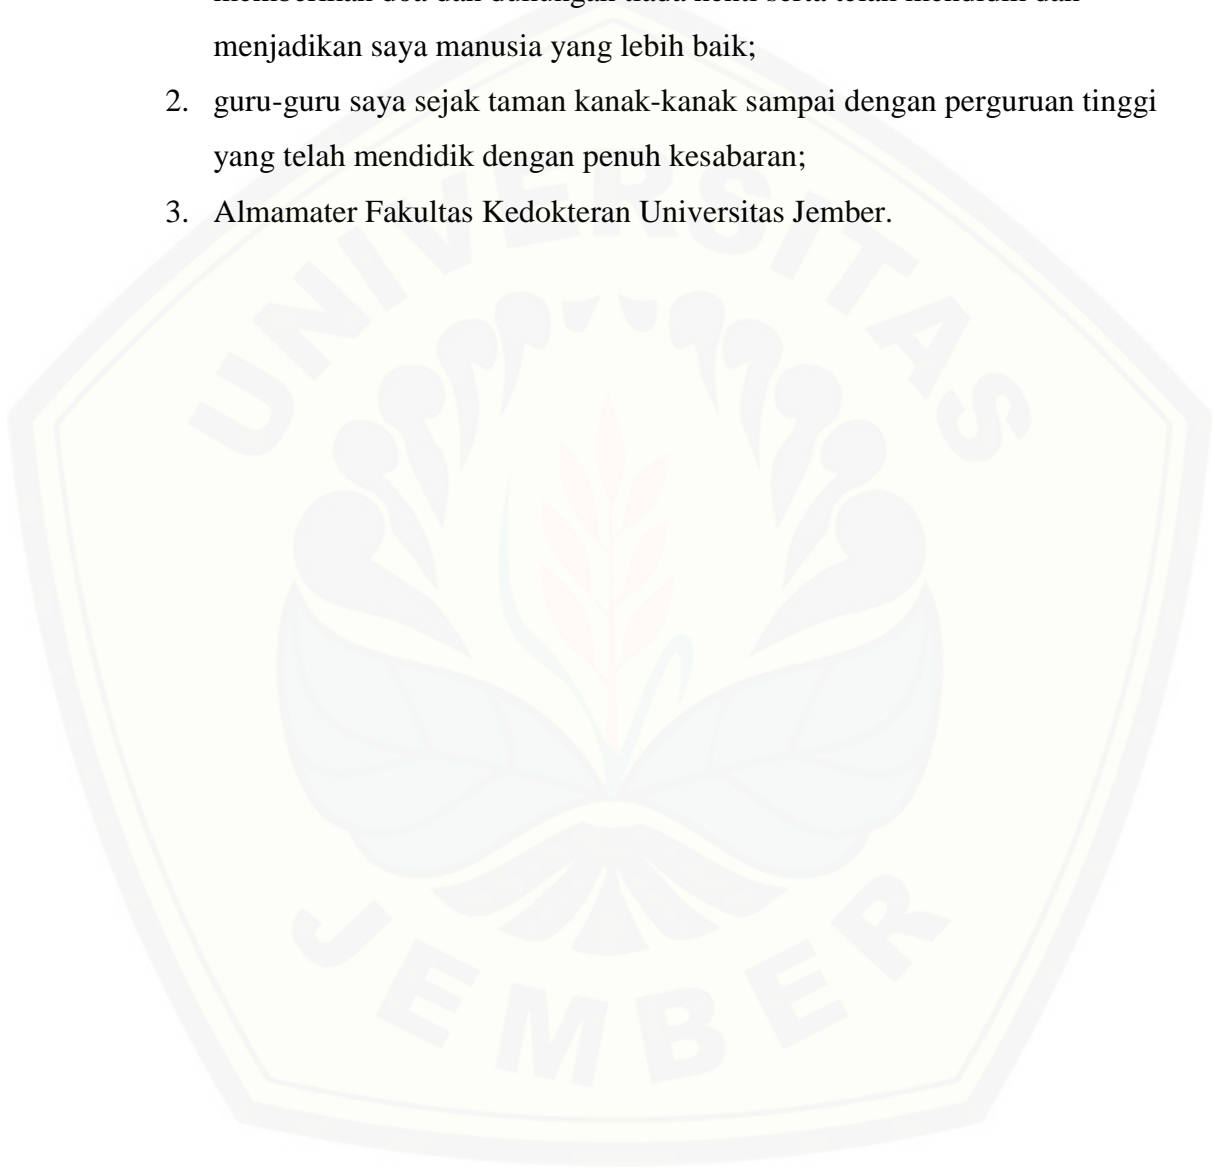 menjadikan saya manusia yang lebih baik;
2. guru-guru saya sejak taman kanak-kanak sampai dengan perguruan tinggi
yang telah mendidik dengan penuh kesabaran;
3. Almamater Fakultas Kedokteran Universitas Jember.
UNIVERSITAS
JEMBER